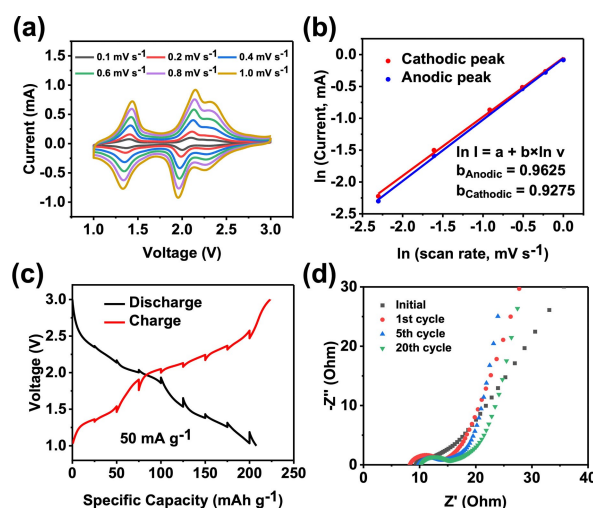 (a)
0.1 mV s⁻¹ 0.2 mV s⁻¹ 0.4 mV s⁻¹
0.6 mV s⁻¹ 0.8 mV s⁻¹ 1.0 mV s⁻¹
1.5
1.0
0.5
0.0
-0.5
-1.0
Current (mA)
1.0 1.5 2.0 2.5 3.0
Voltage (V)
(b)
Cathodic peak
Anodic peak
ln I = a + b×ln v
bAnodic = 0.9625
bCathodic = 0.9275
0.0
-0.5
-1.0
-1.5
-2.0
-2.5
ln (Current, mA)
-2.5 -2.0 -1.5 -1.0 -0.5 0.0
ln (scan rate, mV s⁻¹)
(c)
Discharge
Charge
50 mA g⁻¹
3.5
3.0
2.5
2.0
1.5
1.0
Voltage (V)
0 50 100 150 200 250
Specific Capacity (mAh g⁻¹)
(d)
Initial
1st cycle
5th cycle
20th cycle
30
20
10
0
-Z'' (Ohm)
0 10 20 30 40
Z' (Ohm)